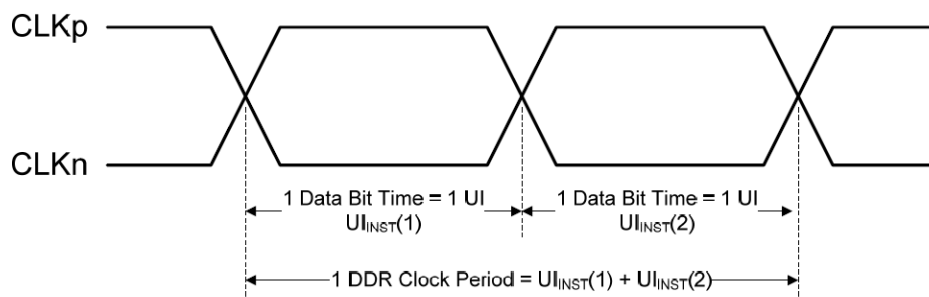 CLKp
CLKn
1 Data Bit Time = 1 UI
UIINST(1)
1 Data Bit Time = 1 UI
UIINST(2)
1 DDR Clock Period = UIINST(1) + UIINST(2)